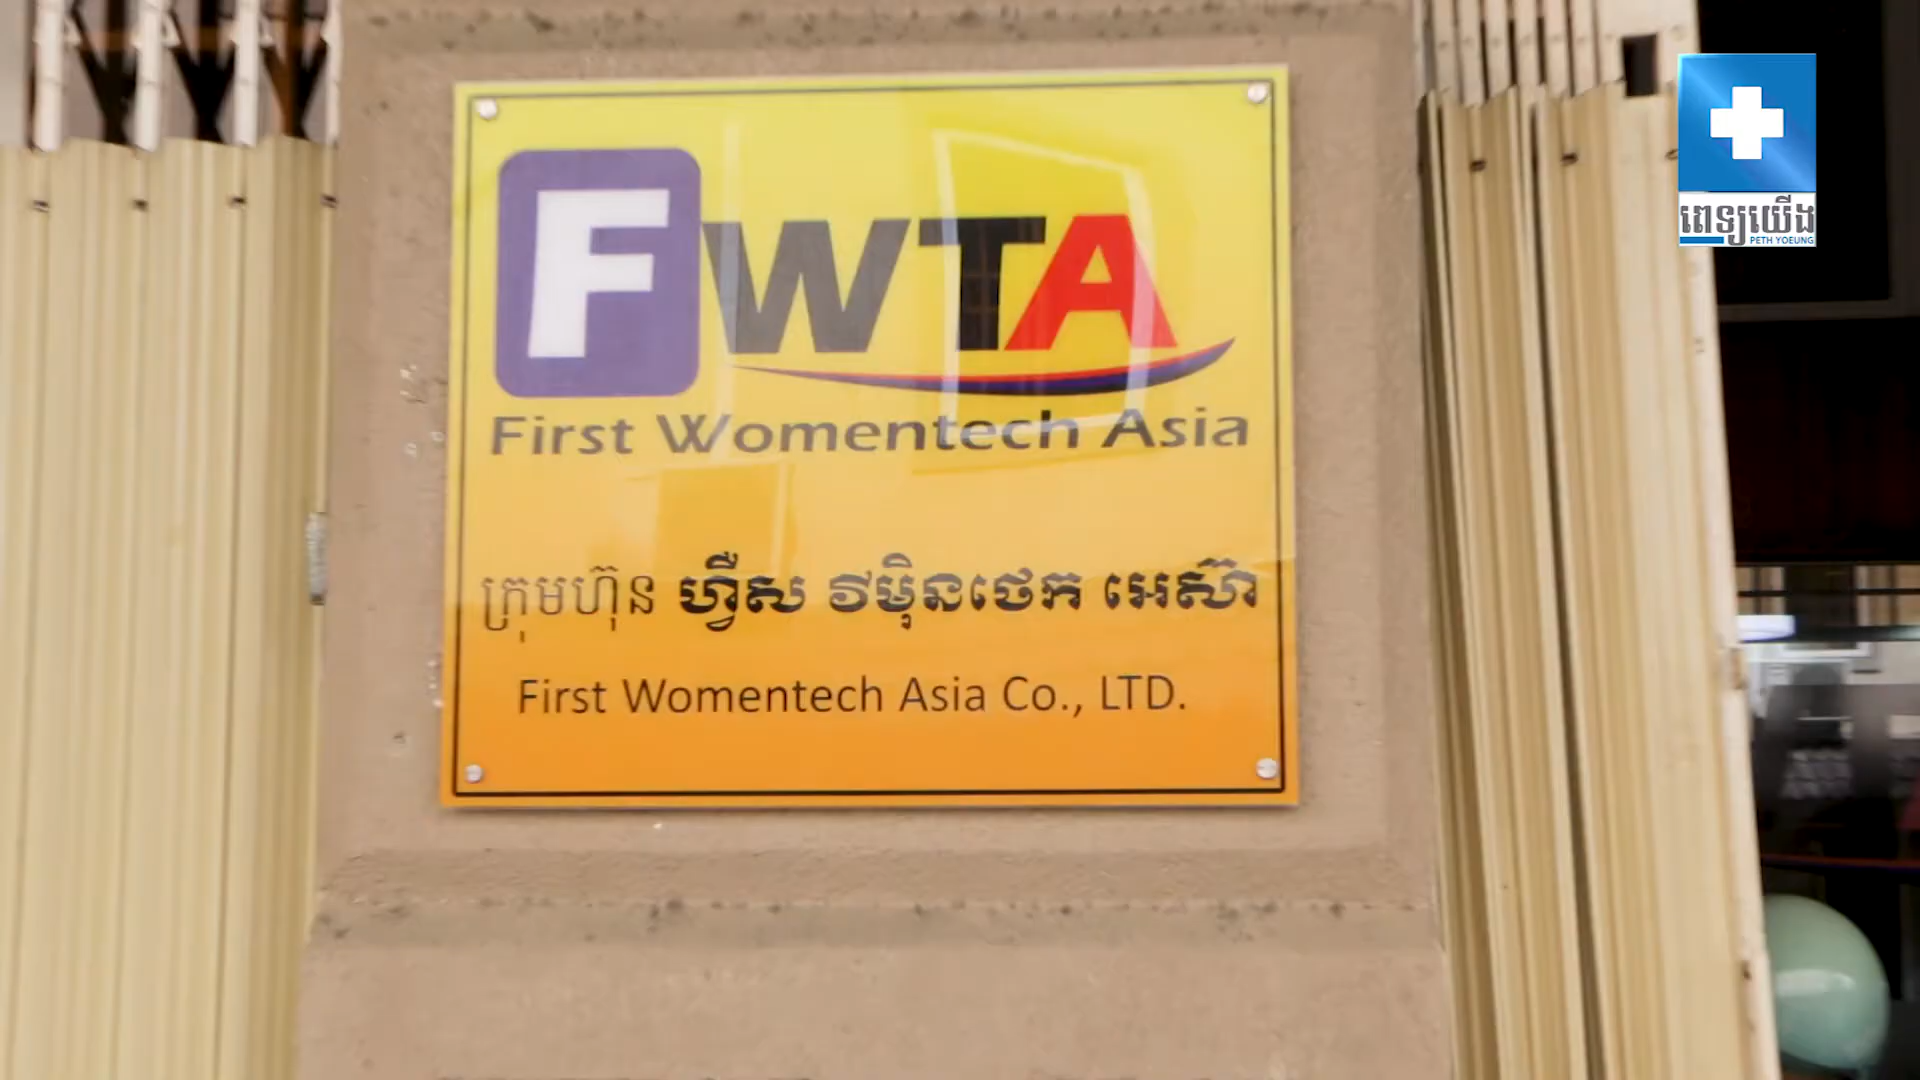 FWTA
First Womentech Asia
ក្រុមហ៊ុន ហ្វឺស វីម៉ិនថេក អេស៊ា
First Womentech Asia Co., LTD.
ពេទ្យយើង
PETH YOEUNG